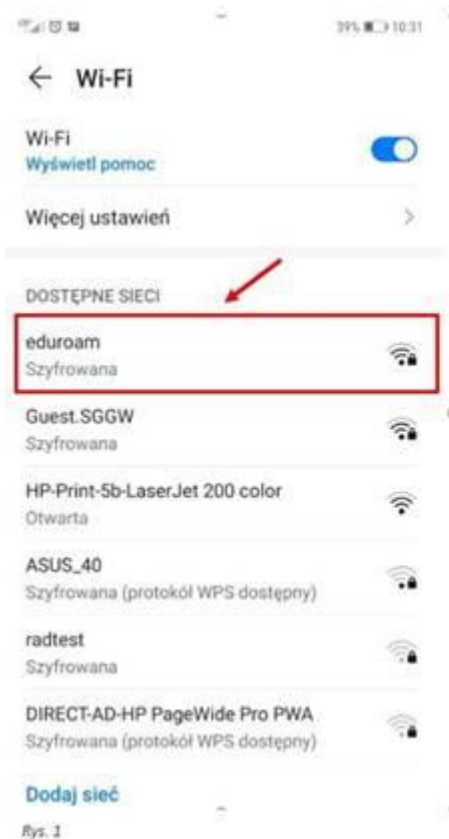 39% 10:31
Wi-Fi
Wi-Fi
Wyświetl pomoc
Więcej ustawień
DOSTĘPNE SIECI
eduroam
Szyfrowana
Guest.SGGW
Szyfrowana
HP-Print-5b-LaserJet 200 color
Otwarta
ASUS_40
Szyfrowana (protokół WPS dostępny)
radtest
Szyfrowana
DIRECT-AD-HP PageWide Pro PWA
Szyfrowana (protokół WPS dostępny)
Dodaj sieć
Rys. 1